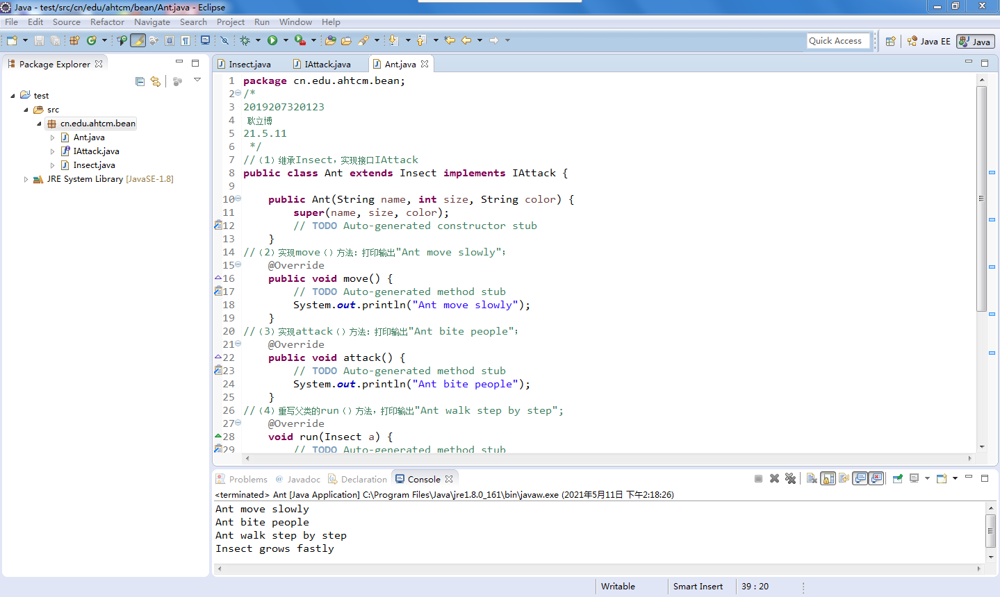 Java - test/src/cn/edu/ahtcm/bean/Ant.java - Eclipse
File Edit Source Refactor Navigate Search Project Run Window Help
Quick Access Java EE Java
Package Explorer
test
src
cn.edu.ahtcm.bean
Ant.java
IAttack.java
Insect.java
JRE System Library [JavaSE-1.8]
Insect.java IAttack.java Ant.java
1 package cn.edu.ahtcm.bean;
2 /*
3 2019207320123
4 耿立博
5 21.5.11
6 */
7 //（1）继承Insect，实现接口IAttack
8 public class Ant extends Insect implements IAttack {
9
10 public Ant(String name, int size, String color) {
11 super(name, size, color);
12 // TODO Auto-generated constructor stub
13 }
14 //（2）实现move（）方法：打印输出"Ant move slowly"；
15 @Override
16 public void move() {
17 // TODO Auto-generated method stub
18 System.out.println("Ant move slowly");
19 }
20 //（3）实现attack（）方法：打印输出"Ant bite people"；
21 @Override
22 public void attack() {
23 // TODO Auto-generated method stub
24 System.out.println("Ant bite people");
25 }
26 //（4）重写父类的run（）方法，打印输出"Ant walk step by step";
27 @Override
28 void run(Insect a) {
29 // TODO Auto-generated method stub
Problems Javadoc Declaration Console
<terminated> Ant [Java Application] C:\Program Files\Java\jre1.8.0_161\bin\javaw.exe (2021年5月11日 下午2:18:26)
Ant move slowly
Ant bite people
Ant walk step by step
Insect grows fastly
Writable Smart Insert 39 : 20